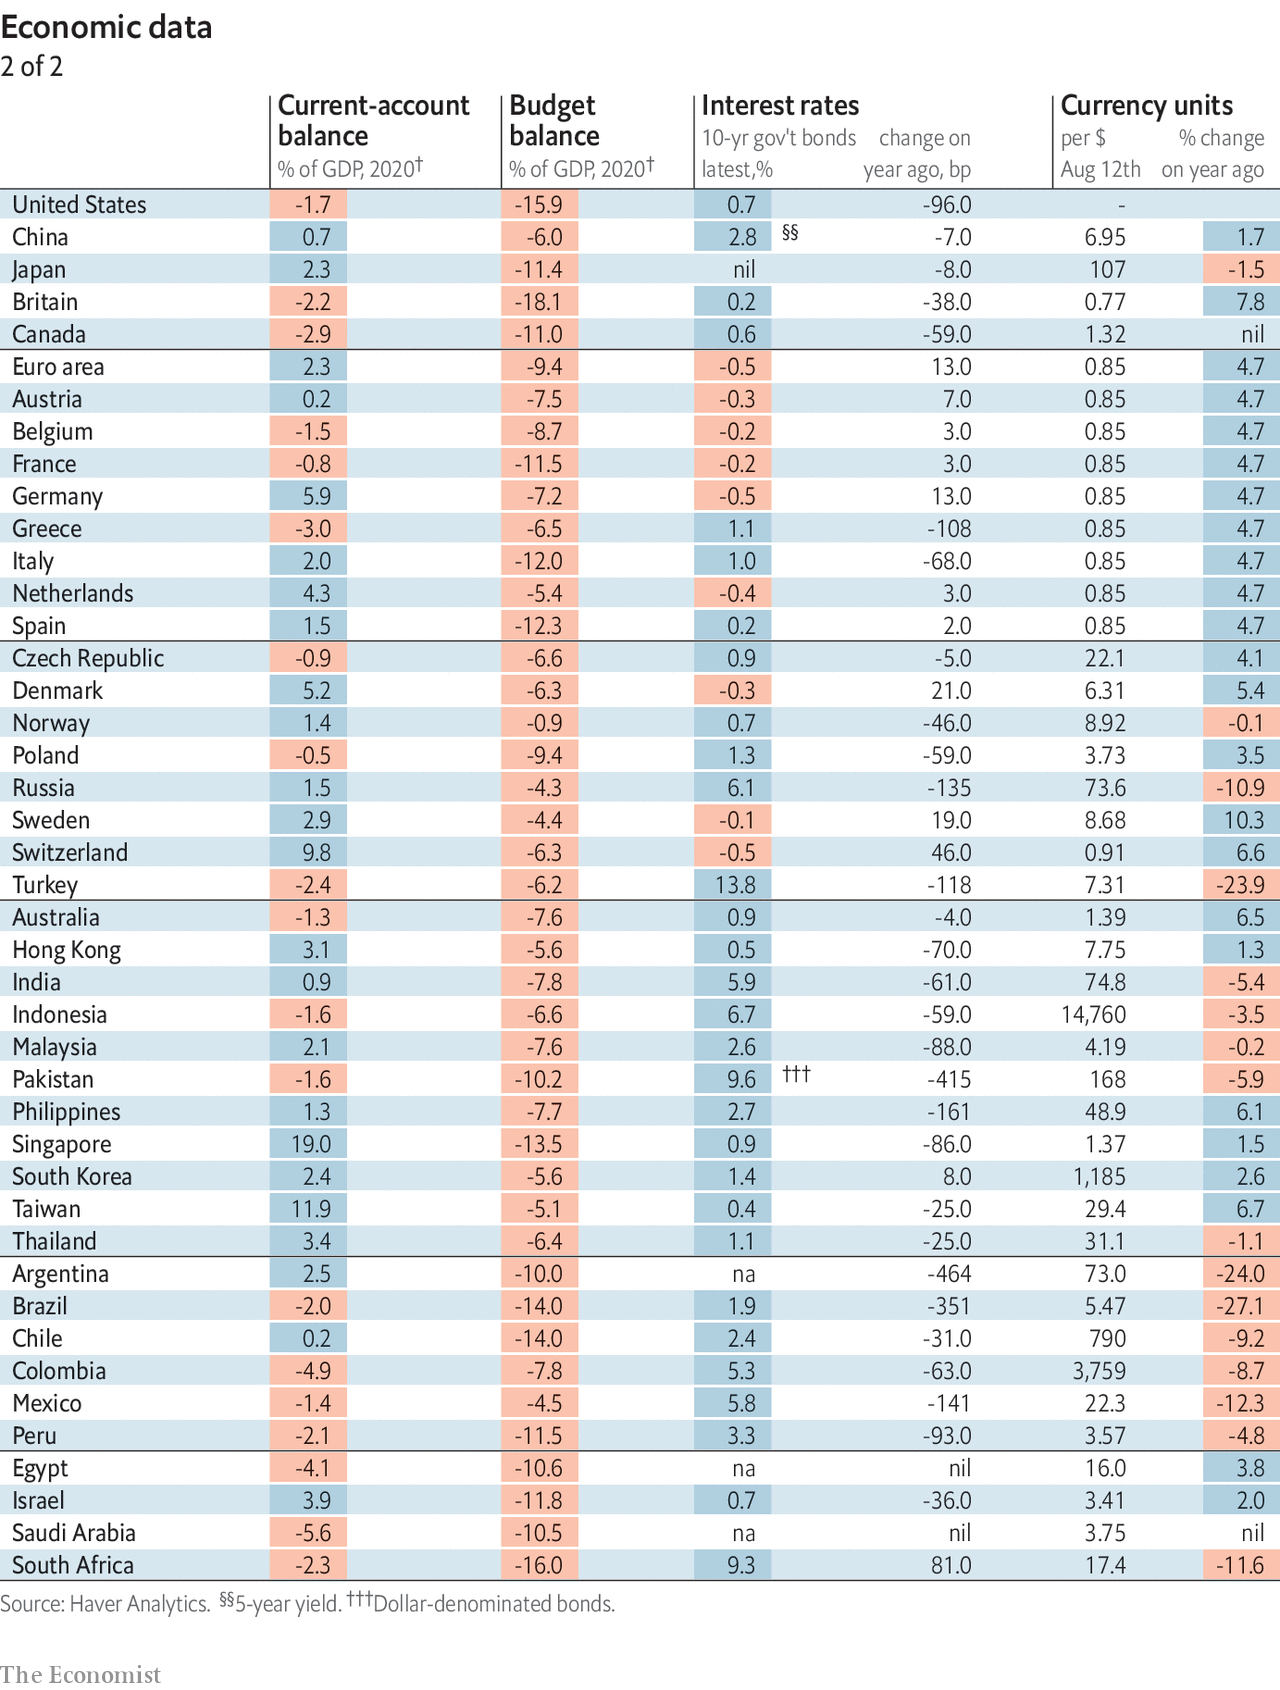 Economic data
2 of 2
Current-account balance % of GDP, 2020† Budget balance % of GDP, 2020† Interest rates 10-yr gov't bonds latest,% change on year ago, bp Currency units per $ Aug 12th % change on year ago
United States -1.7 -15.9 0.7 -96.0 -
China 0.7 -6.0 2.8 §§ -7.0 6.95 1.7
Japan 2.3 -11.4 nil -8.0 107 -1.5
Britain -2.2 -18.1 0.2 -38.0 0.77 7.8
Canada -2.9 -11.0 0.6 -59.0 1.32 nil
Euro area 2.3 -9.4 -0.5 13.0 0.85 4.7
Austria 0.2 -7.5 -0.3 7.0 0.85 4.7
Belgium -1.5 -8.7 -0.2 3.0 0.85 4.7
France -0.8 -11.5 -0.2 3.0 0.85 4.7
Germany 5.9 -7.2 -0.5 13.0 0.85 4.7
Greece -3.0 -6.5 1.1 -108 0.85 4.7
Italy 2.0 -12.0 1.0 -68.0 0.85 4.7
Netherlands 4.3 -5.4 -0.4 3.0 0.85 4.7
Spain 1.5 -12.3 0.2 2.0 0.85 4.7
Czech Republic -0.9 -6.6 0.9 -5.0 22.1 4.1
Denmark 5.2 -6.3 -0.3 21.0 6.31 5.4
Norway 1.4 -0.9 0.7 -46.0 8.92 -0.1
Poland -0.5 -9.4 1.3 -59.0 3.73 3.5
Russia 1.5 -4.3 6.1 -135 73.6 -10.9
Sweden 2.9 -4.4 -0.1 19.0 8.68 10.3
Switzerland 9.8 -6.3 -0.5 46.0 0.91 6.6
Turkey -2.4 -6.2 13.8 -118 7.31 -23.9
Australia -1.3 -7.6 0.9 -4.0 1.39 6.5
Hong Kong 3.1 -5.6 0.5 -70.0 7.75 1.3
India 0.9 -7.8 5.9 -61.0 74.8 -5.4
Indonesia -1.6 -6.6 6.7 -59.0 14,760 -3.5
Malaysia 2.1 -7.6 2.6 -88.0 4.19 -0.2
Pakistan -1.6 -10.2 9.6 ††† -415 168 -5.9
Philippines 1.3 -7.7 2.7 -161 48.9 6.1
Singapore 19.0 -13.5 0.9 -86.0 1.37 1.5
South Korea 2.4 -5.6 1.4 8.0 1,185 2.6
Taiwan 11.9 -5.1 0.4 -25.0 29.4 6.7
Thailand 3.4 -6.4 1.1 -25.0 31.1 -1.1
Argentina 2.5 -10.0 na -464 73.0 -24.0
Brazil -2.0 -14.0 1.9 -351 5.47 -27.1
Chile 0.2 -14.0 2.4 -31.0 790 -9.2
Colombia -4.9 -7.8 5.3 -63.0 3,759 -8.7
Mexico -1.4 -4.5 5.8 -141 22.3 -12.3
Peru -2.1 -11.5 3.3 -93.0 3.57 -4.8
Egypt -4.1 -10.6 na nil 16.0 3.8
Israel 3.9 -11.8 0.7 -36.0 3.41 2.0
Saudi Arabia -5.6 -10.5 na nil 3.75 nil
South Africa -2.3 -16.0 9.3 81.0 17.4 -11.6
Source: Haver Analytics. §§5-year yield. †††Dollar-denominated bonds.
The Economist